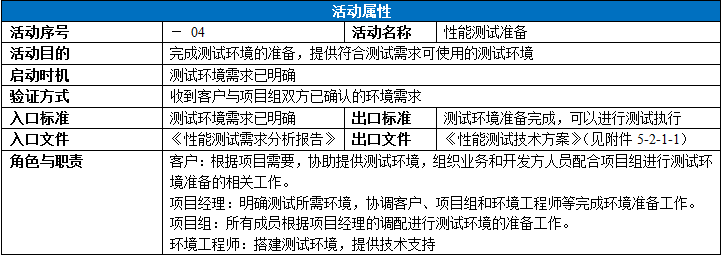 活动属性
活动序号 － 04 活动名称 性能测试准备
活动目的 完成测试环境的准备，提供符合测试需求可使用的测试环境
启动时机 测试环境需求已明确
验证方式 收到客户与项目组双方已确认的环境需求
入口标准 测试环境需求已明确 出口标准 测试环境准备完成，可以进行测试执行
入口文件 《性能测试需求分析报告》 出口文件 《性能测试技术方案》（见附件 5-2-1-1）
角色与职责 客户：根据项目需要，协助提供测试环境，组织业务和开发方人员配合项目组进行测试环
境准备的相关工作。
项目经理：明确测试所需环境，协调客户、项目组和环境工程师等完成环境准备工作。
项目组：所有成员根据项目经理的调配进行测试环境的准备工作。
环境工程师：搭建测试环境，提供技术支持